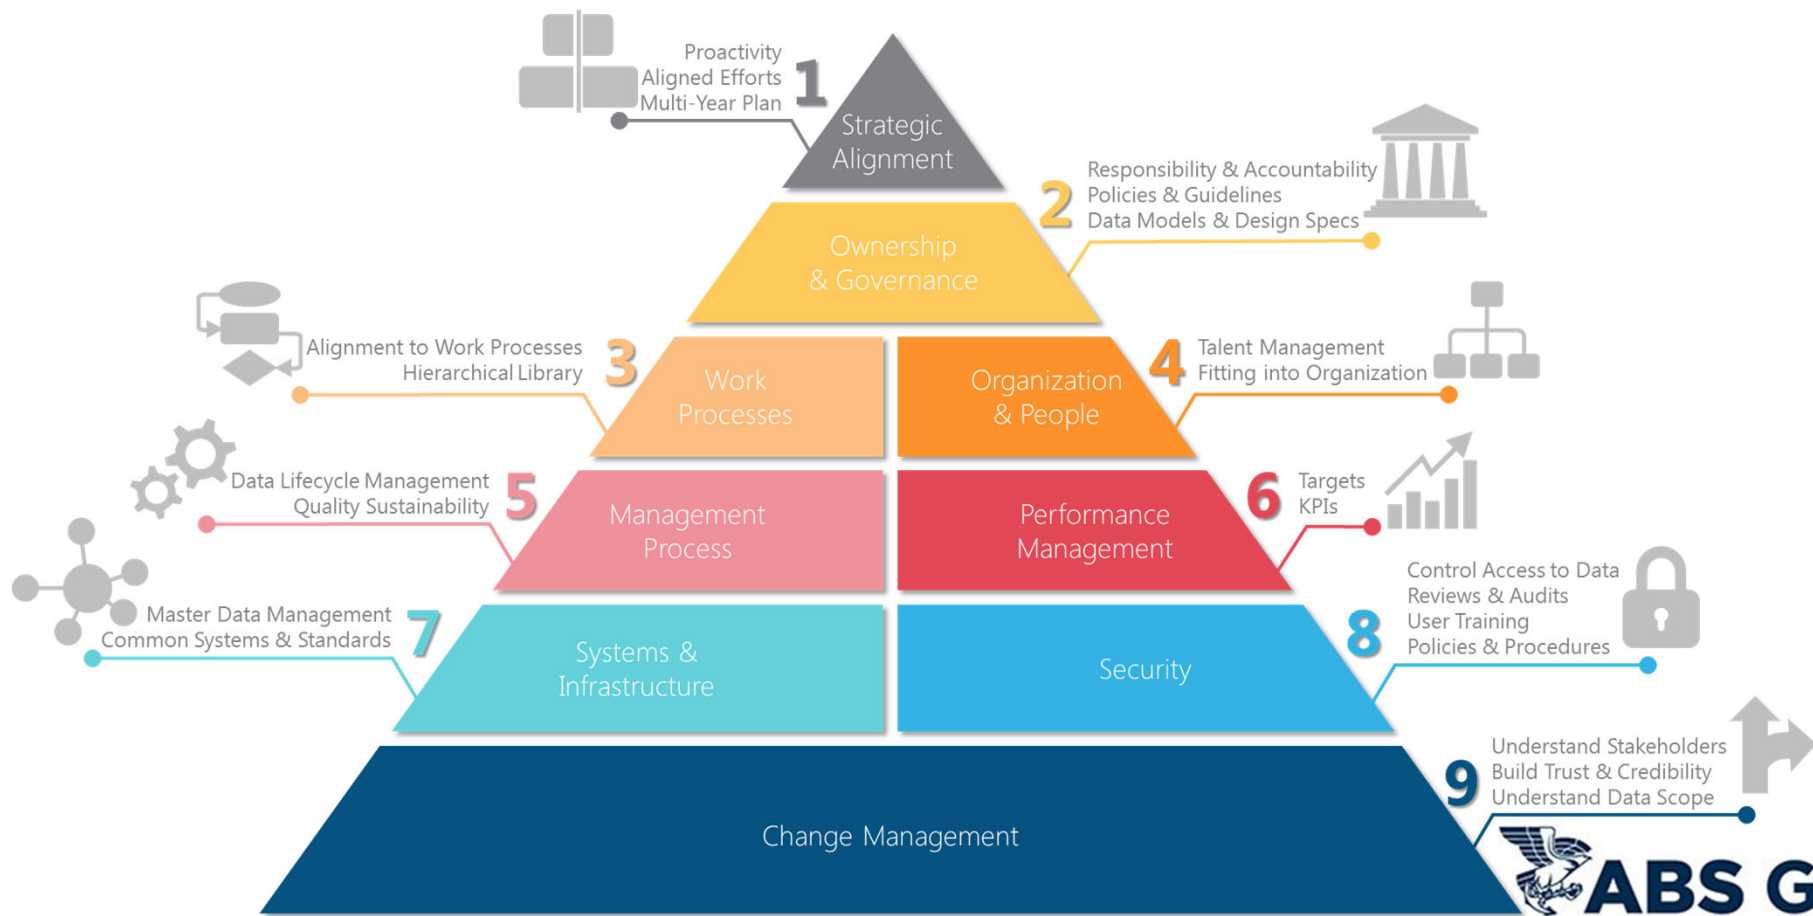 Proactivity
Aligned Efforts
Multi-Year Plan
1
Strategic
Alignment
2
Responsibility & Accountability
Policies & Guidelines
Data Models & Design Specs
Ownership
& Governance
Alignment to Work Processes
Hierarchical Library
3
Work
Processes
Organization
& People
4
Talent Management
Fitting into Organization
Data Lifecycle Management
Quality Sustainability
5
Management
Process
Performance
Management
6
Targets
KPIs
Master Data Management
Common Systems & Standards
7
Systems &
Infrastructure
Security
8
Control Access to Data
Reviews & Audits
User Training
Policies & Procedures
Change Management
9
Understand Stakeholders
Build Trust & Credibility
Understand Data Scope
ABS G